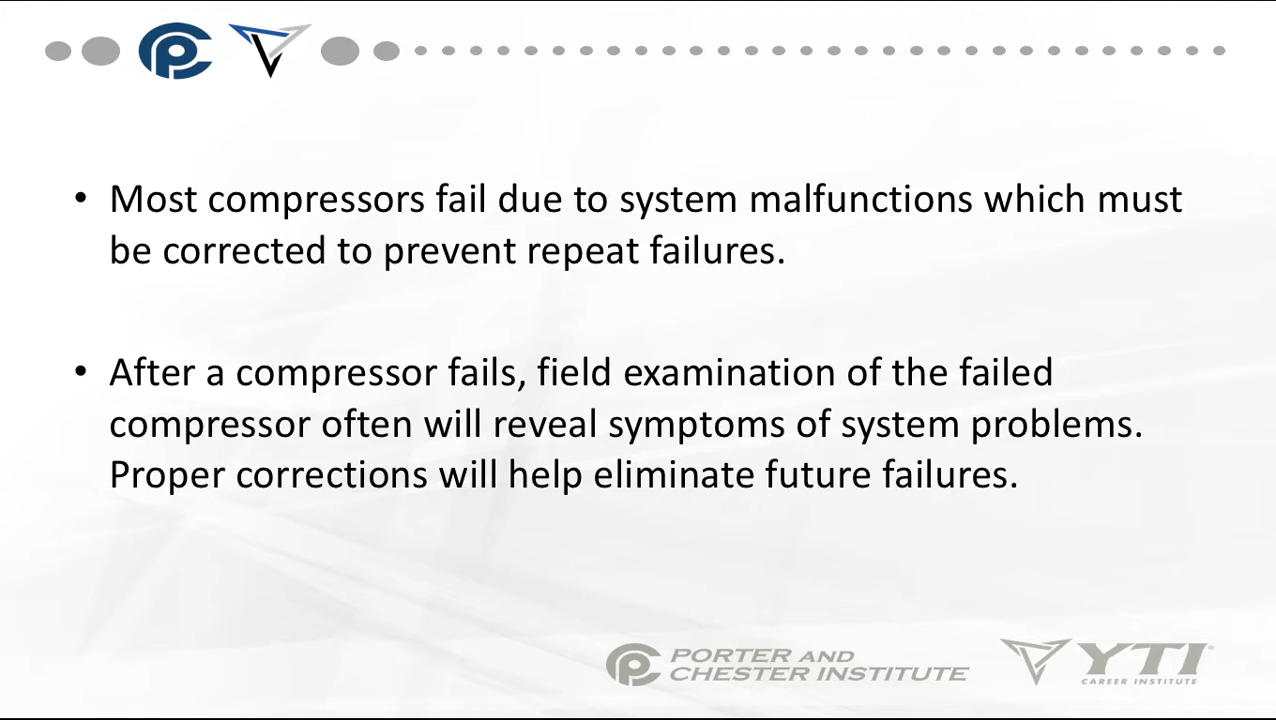 • Most compressors fail due to system malfunctions which must
be corrected to prevent repeat failures.
• After a compressor fails, field examination of the failed
compressor often will reveal symptoms of system problems.
Proper corrections will help eliminate future failures.
PORTER AND
CHESTER INSTITUTE
YTI
CAREER INSTITUTE